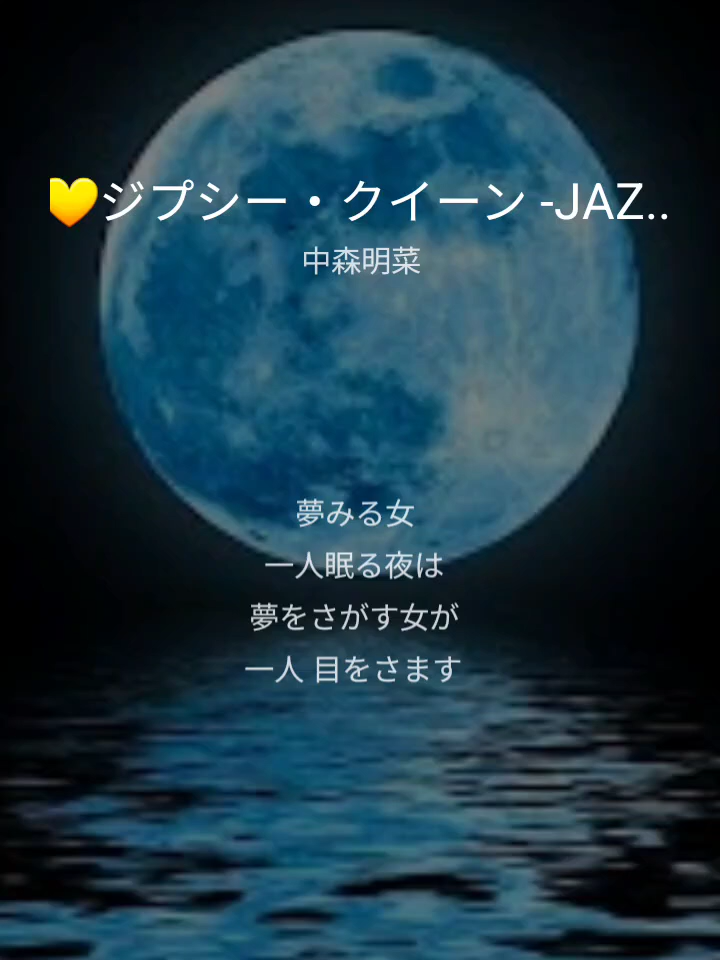 💛ジプシー・クイーン -JAZ..
中森明菜
夢みる女
一人眠る夜は
夢をさがす女が
一人 目をさます